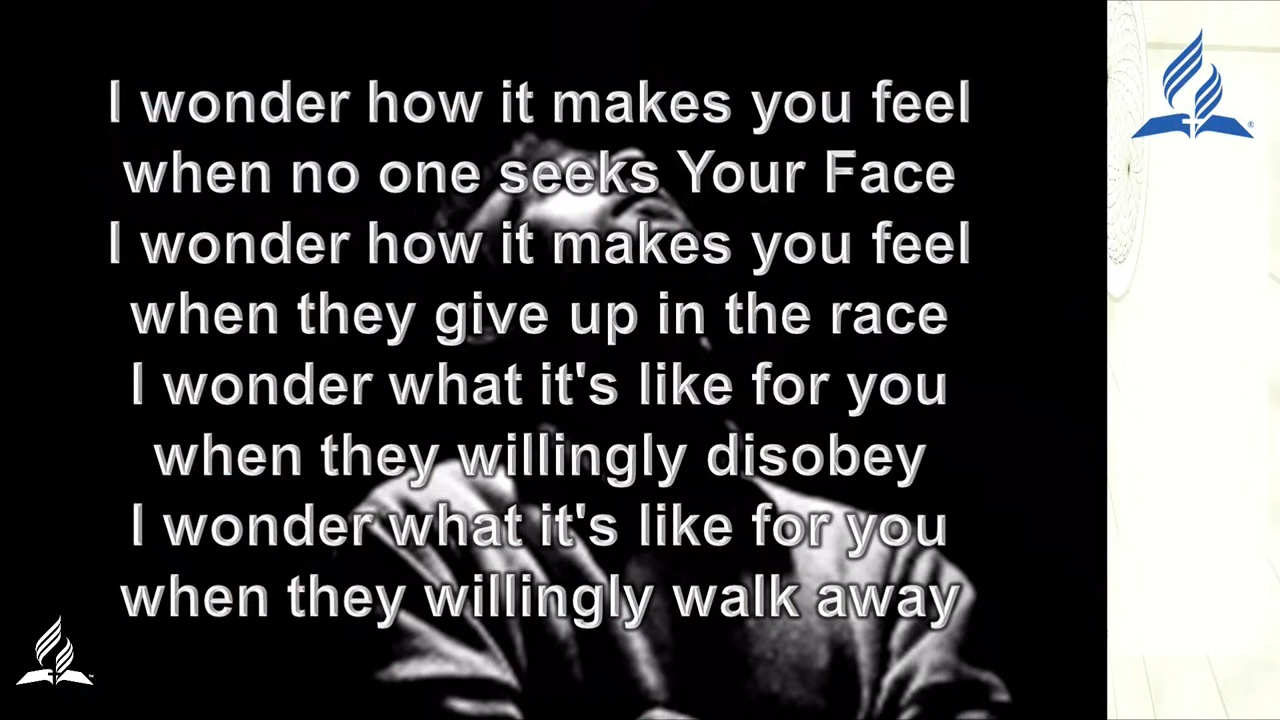 I wonder how it makes you feel
when no one seeks Your Face
I wonder how it makes you feel
when they give up in the race
I wonder what it's like for you
when they willingly disobey
I wonder what it's like for you
when they willingly walk away